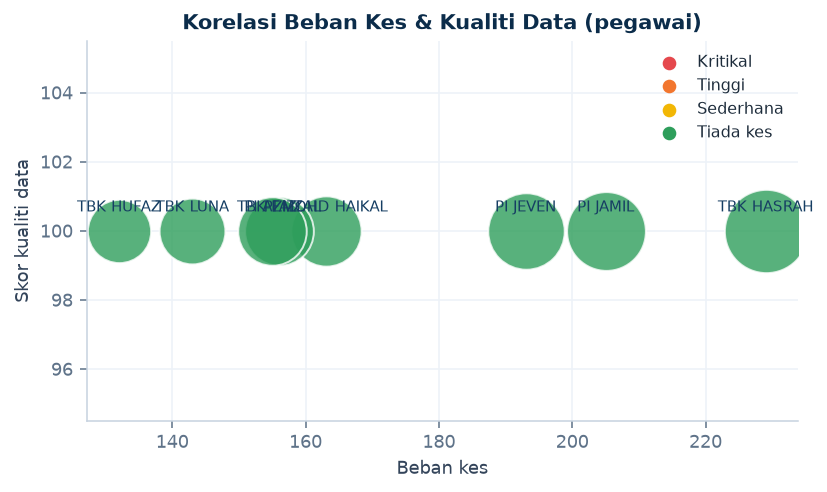 Korelasi Beban Kes & Kualiti Data (pegawai)
Kritikal
Tinggi
Sederhana
Tiada kes
Skor kualiti data
104
102
100
98
96
TBK HUFAZ
TBK LUNA
HAIKAL
PI JEVEN
PI JAMIL
TBK HASRAH
140
160
180
200
220
Beban kes